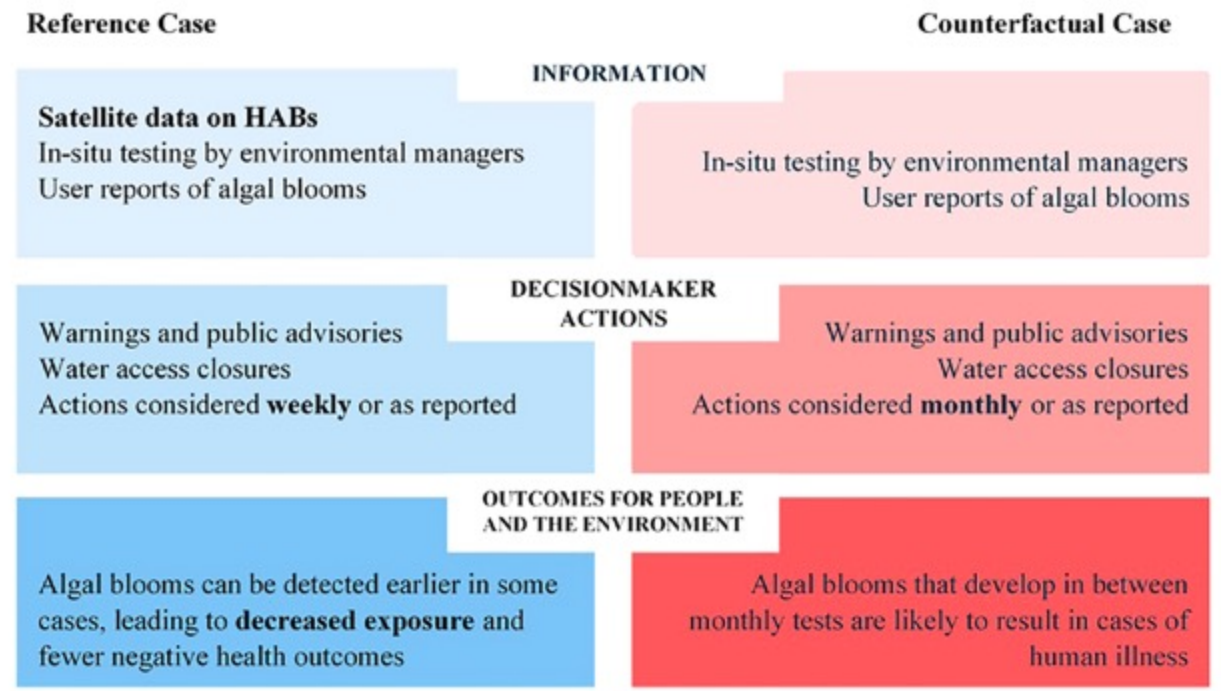 Reference Case
Counterfactual Case
INFORMATION
Satellite data on HABs
In-situ testing by environmental managers
User reports of algal blooms
In-situ testing by environmental managers
User reports of algal blooms
DECISIONMAKER
ACTIONS
Warnings and public advisories
Water access closures
Actions considered weekly or as reported
Warnings and public advisories
Water access closures
Actions considered monthly or as reported
OUTCOMES FOR PEOPLE
AND THE ENVIRONMENT
Algal blooms can be detected earlier in some
cases, leading to decreased exposure and
fewer negative health outcomes
Algal blooms that develop in between
monthly tests are likely to result in cases of
human illness